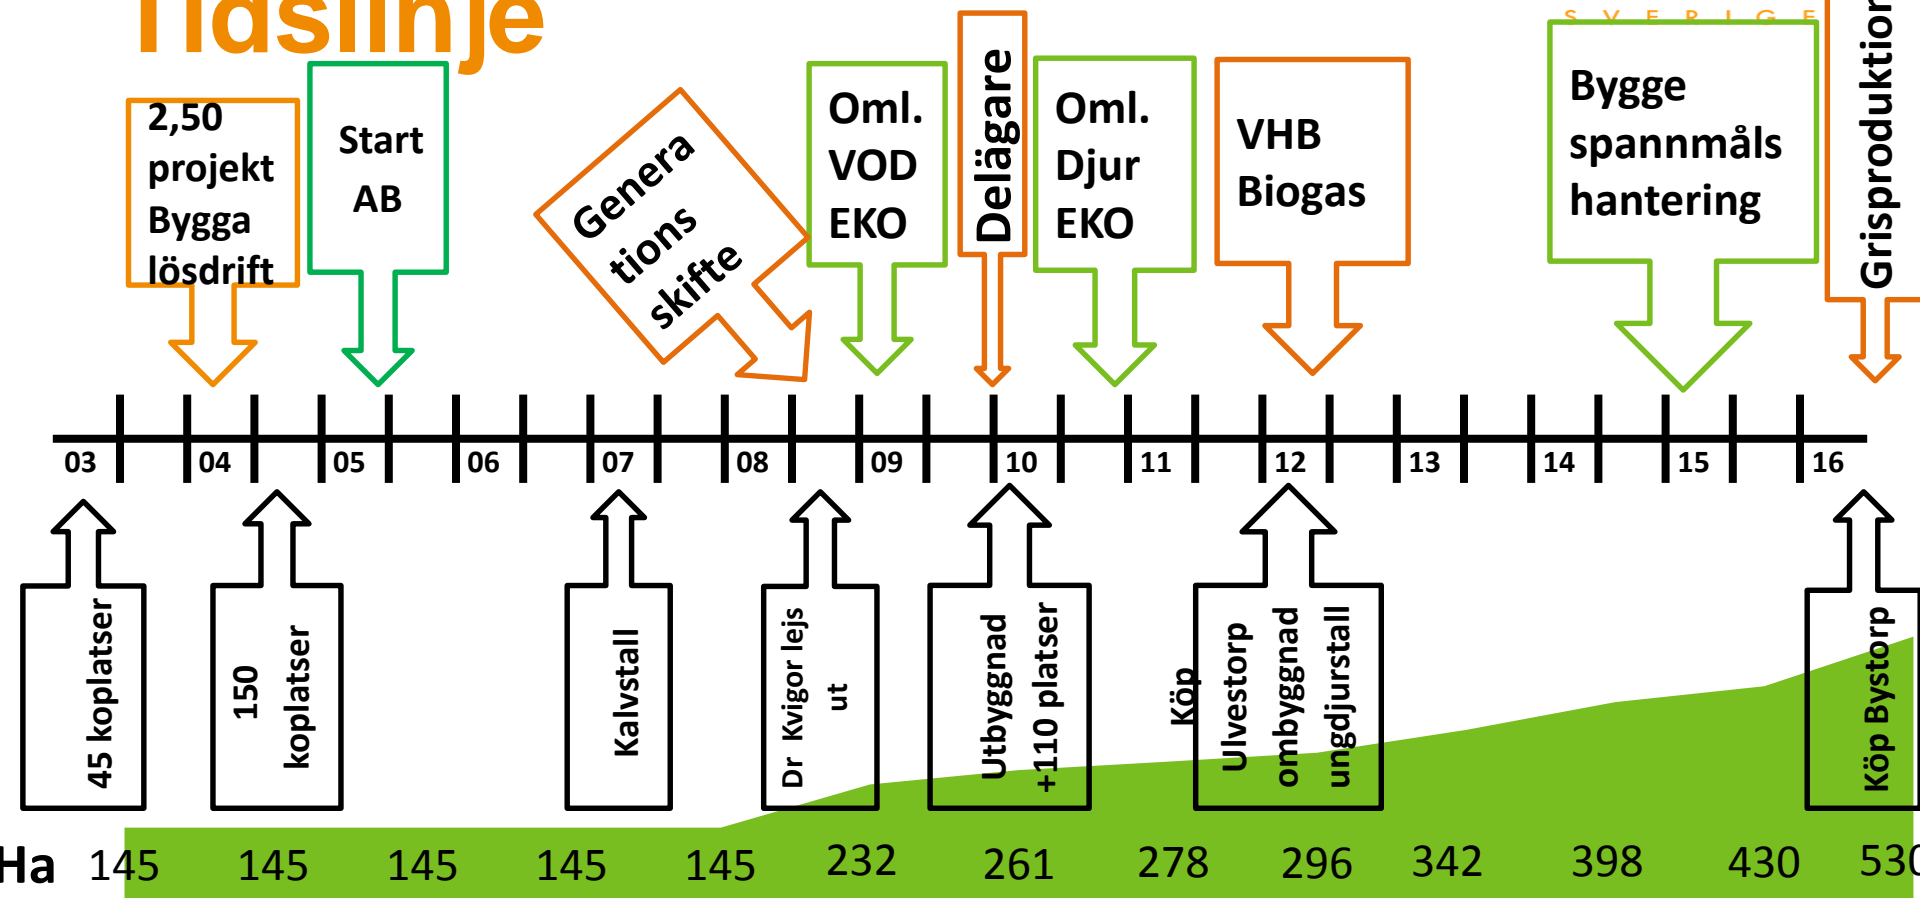 Tidslinje
SVERIGE
2,50
projekt
Bygga
lösdrift
Start
AB
Genera
tions
skifte
Oml.
VOD
EKO
Delägare
Oml.
Djur
EKO
VHB
Biogas
Bygge
spannmåls
hantering
Grisproduktion
03 04 05 06 07 08 09 10 11 12 13 14 15 16
45 koplatser
150
koplatser
Kalvstall
Dr Kvigor lejs
ut
Utbyggnad
+110 platser
Köp
Ulvestorp
ombyggnad
ungdjurstall
Köp Bystorp
Ha 145 145 145 145 145 232 261 278 296 342 398 430 530